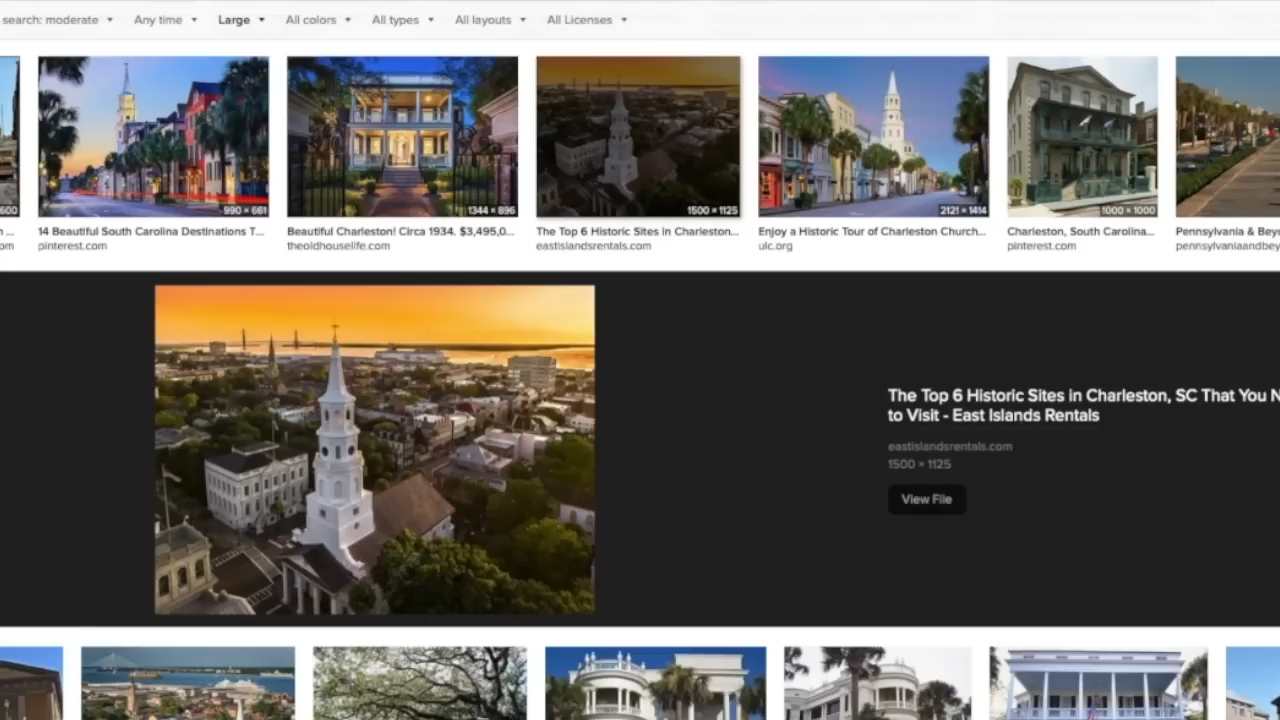 search: moderate Any time Large All colors All types All layouts All Licenses
600 990 × 661 1344 × 896 1500 × 1125 2121 × 1414 1000 × 1000
14 Beautiful South Carolina Destinations T... Beautiful Charleston! Circa 1934. $3,495,0... The Top 6 Historic Sites in Charleston... Enjoy a Historic Tour of Charleston Church... Charleston, South Carolina... Pennsylvania & Beyo
pinterest.com theoldhouselife.com eastislandsrentals.com ulc.org pinterest.com pennsylvaniaandbey
The Top 6 Historic Sites in Charleston, SC That You N
to Visit - East Islands Rentals
eastislandsrentals.com
1500 × 1125
View File